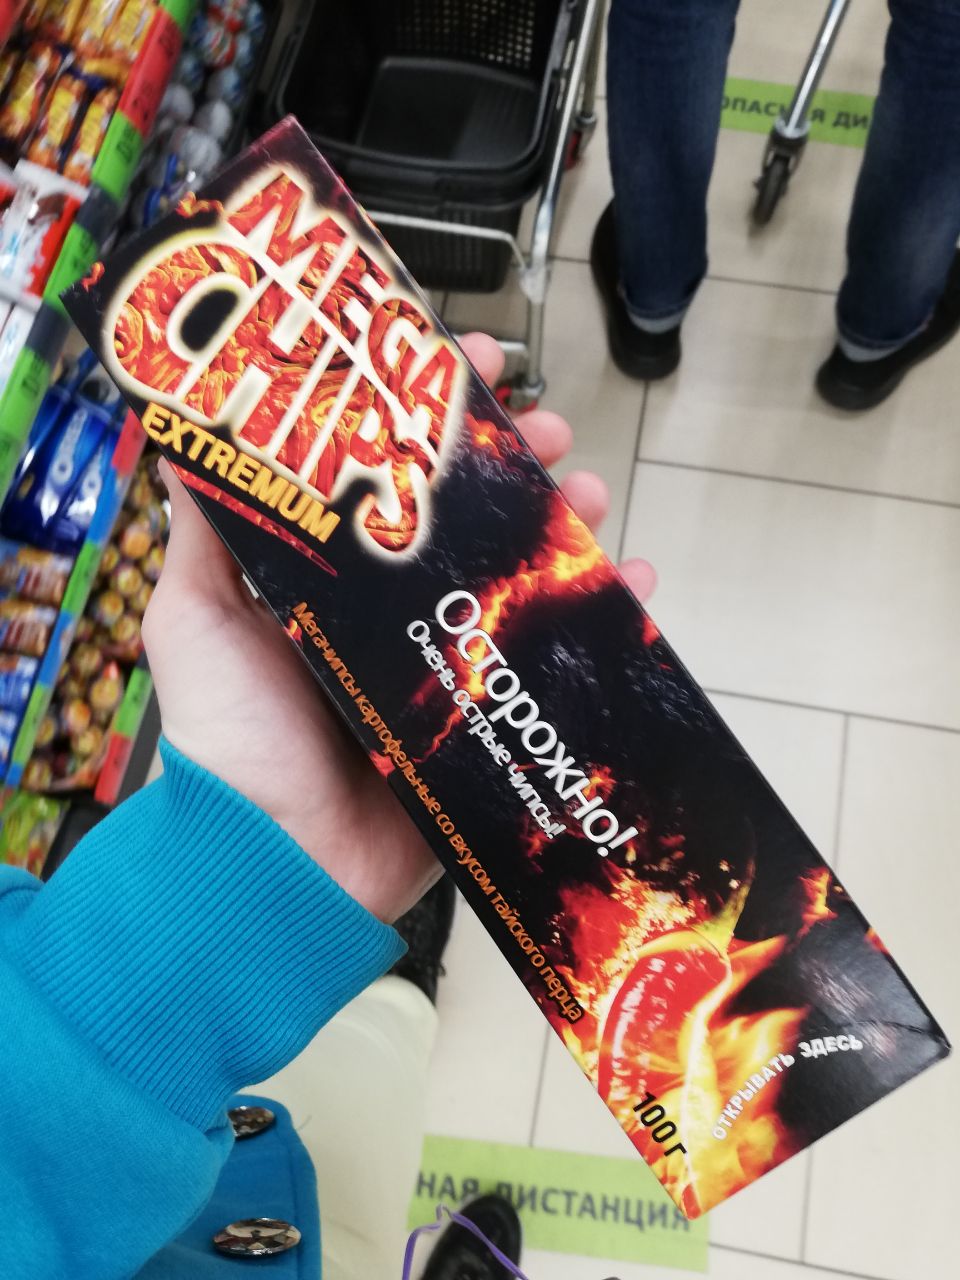 MEGA
CHIPS
EXTREMUM
Осторожно!
Очень острые чипсы!
Мегачипсы картофельные со вкусом тайского перца
100 г
ОТКРЫВАТЬ ЗДЕСЬ
ОПАСНАЯ ДИ
НАЯ ДИСТАНЦИЯ
OREO